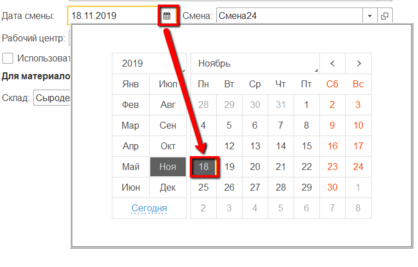 Дата смены: 18.11.2019 Смена: Смена24
Рабочий центр:
Использоват
Для материало
Склад: Сыроде
2019 Ноябрь < >
Янв Июл Пн Вт Ср Чт Пт Сб Вс
Фев Авг 28 29 30 31 1 2 3
Мар Сен 4 5 6 7 8 9 10
Апр Окт 12 13 14 15 16 17
Май Ноя 18 19 20 21 22 23 24
Июн Дек 25 26 27 28 29 30 1
Сегодня 2 3 4 5 6 7 8